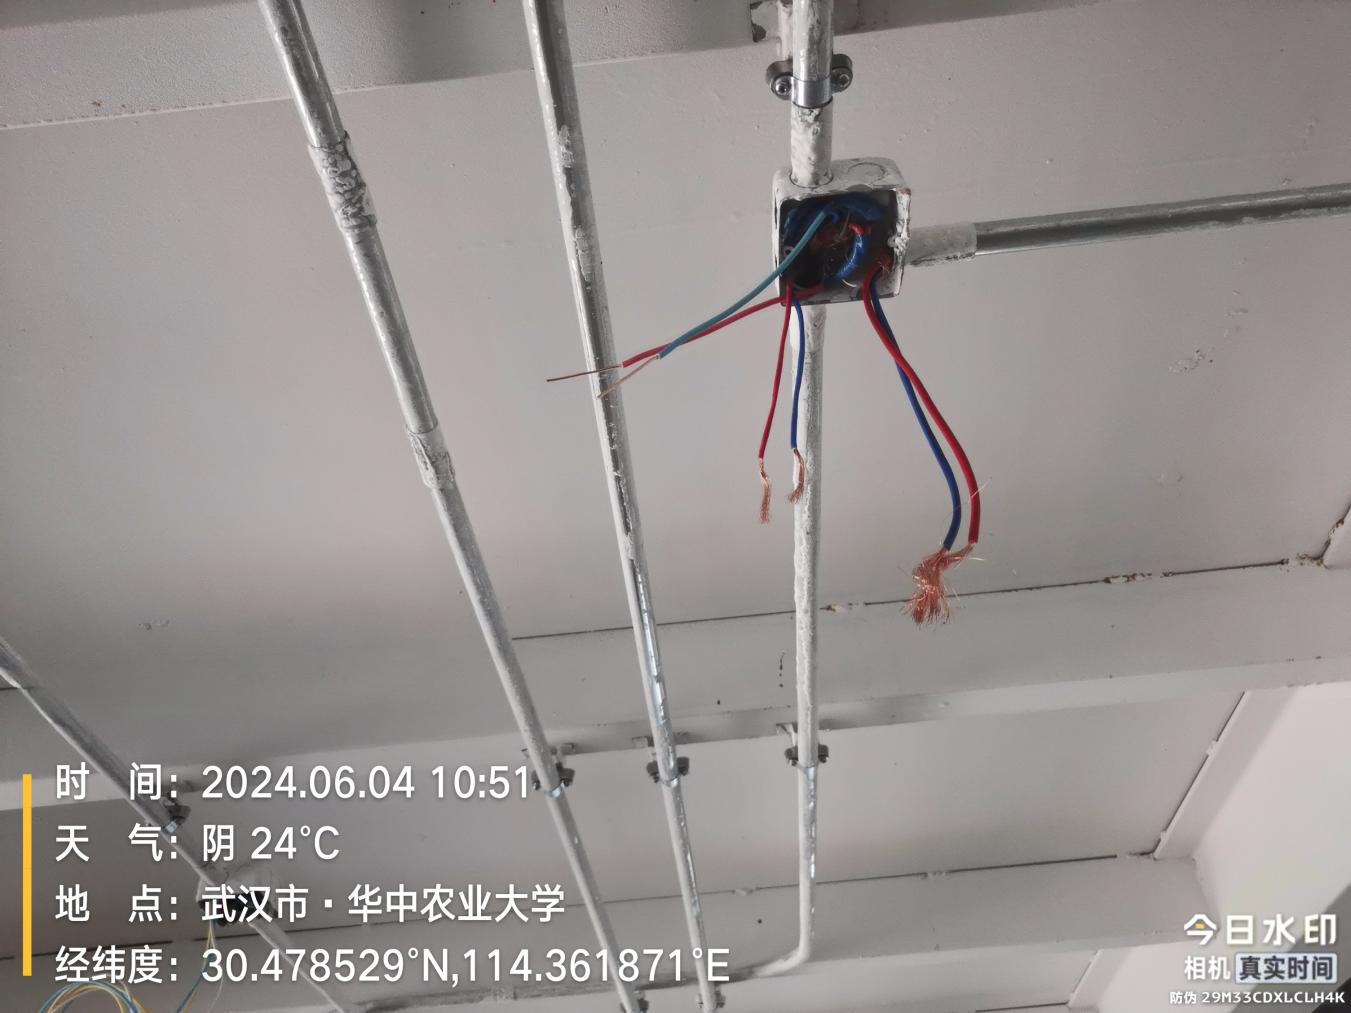 时 间：2024.06.04 10:51
天 气：阴 24°C
地 点：武汉市·华中农业大学
经纬度：30.478529°N,114.361871°E
今日水印
相机 真实时间
防伪 29M33CDXLCLH4K